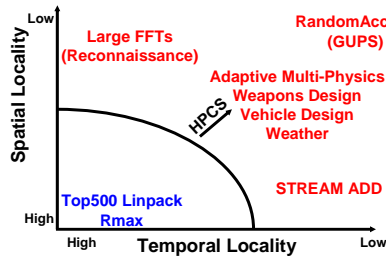 Low
Large FFTs
(Reconnaissance)
RandomAcc
(GUPS)
Adaptive Multi-Physics
Weapons Design
Vehicle Design
Weather
HPCS
Spatial Locality
Top500 Linpack
Rmax
STREAM ADD
High
High
Temporal Locality
Low